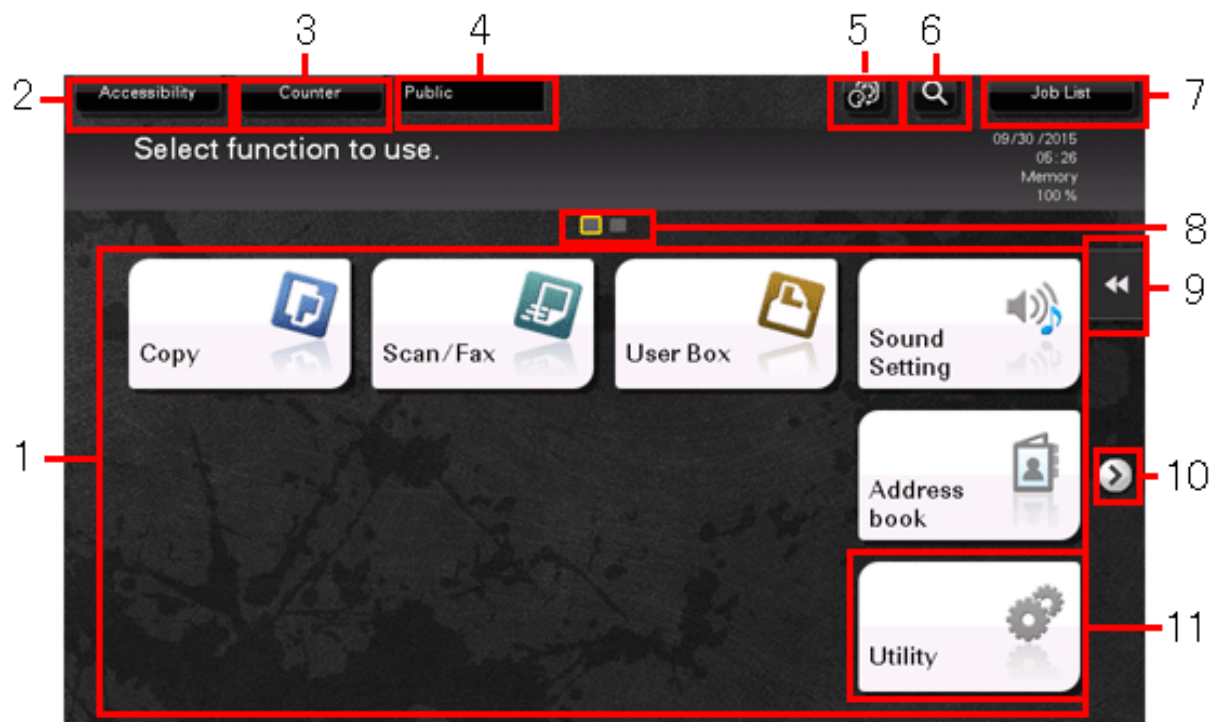 3
4
5
6
2
Accessibility
Counter
Public
Job List
7
Select function to use.
09/30 /2015
05:26
Memory
100 %
8
9
Copy
Scan/Fax
User Box
Sound
Setting
1
Address
book
10
Utility
11